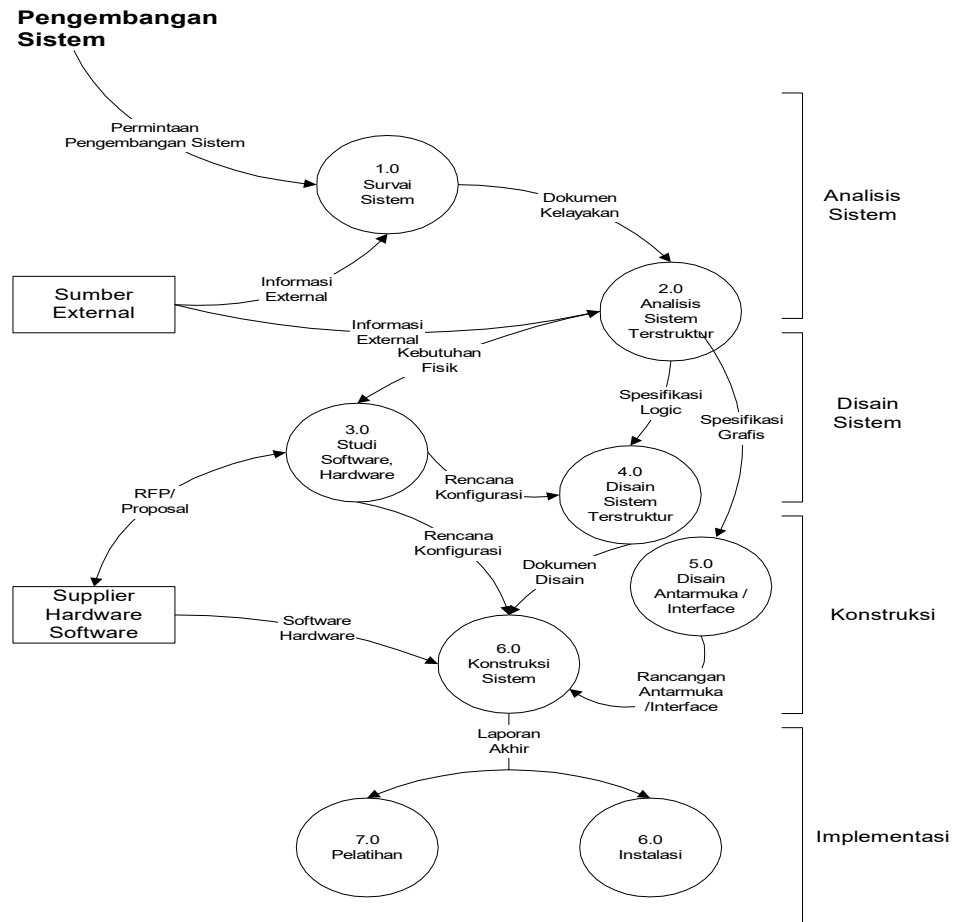 Pengembangan
Sistem
Permintaan
Pengembangan Sistem
1.0
Survai
Sistem
Dokumen
Kelayakan
Analisis
Sistem
Sumber
External
Informasi
External
Informasi
External
2.0
Analisis
Sistem
Terstruktur
Kebutuhan
Fisik
Spesifikasi
Logic
Spesifikasi
Grafis
Disain
Sistem
3.0
Studi
Software,
Hardware
RFP/
Proposal
Rencana
Konfigurasi
4.0
Disain
Sistem
Terstruktur
Rencana
Konfigurasi
Dokumen
Disain
5.0
Disain
Antarmuka /
Interface
Supplier
Hardware
Software
Software
Hardware
Konstruksi
6.0
Konstruksi
Sistem
Rancangan
Antarmuka
/Interface
Laporan
Akhir
7.0
Pelatihan
6.0
Instalasi
Implementasi